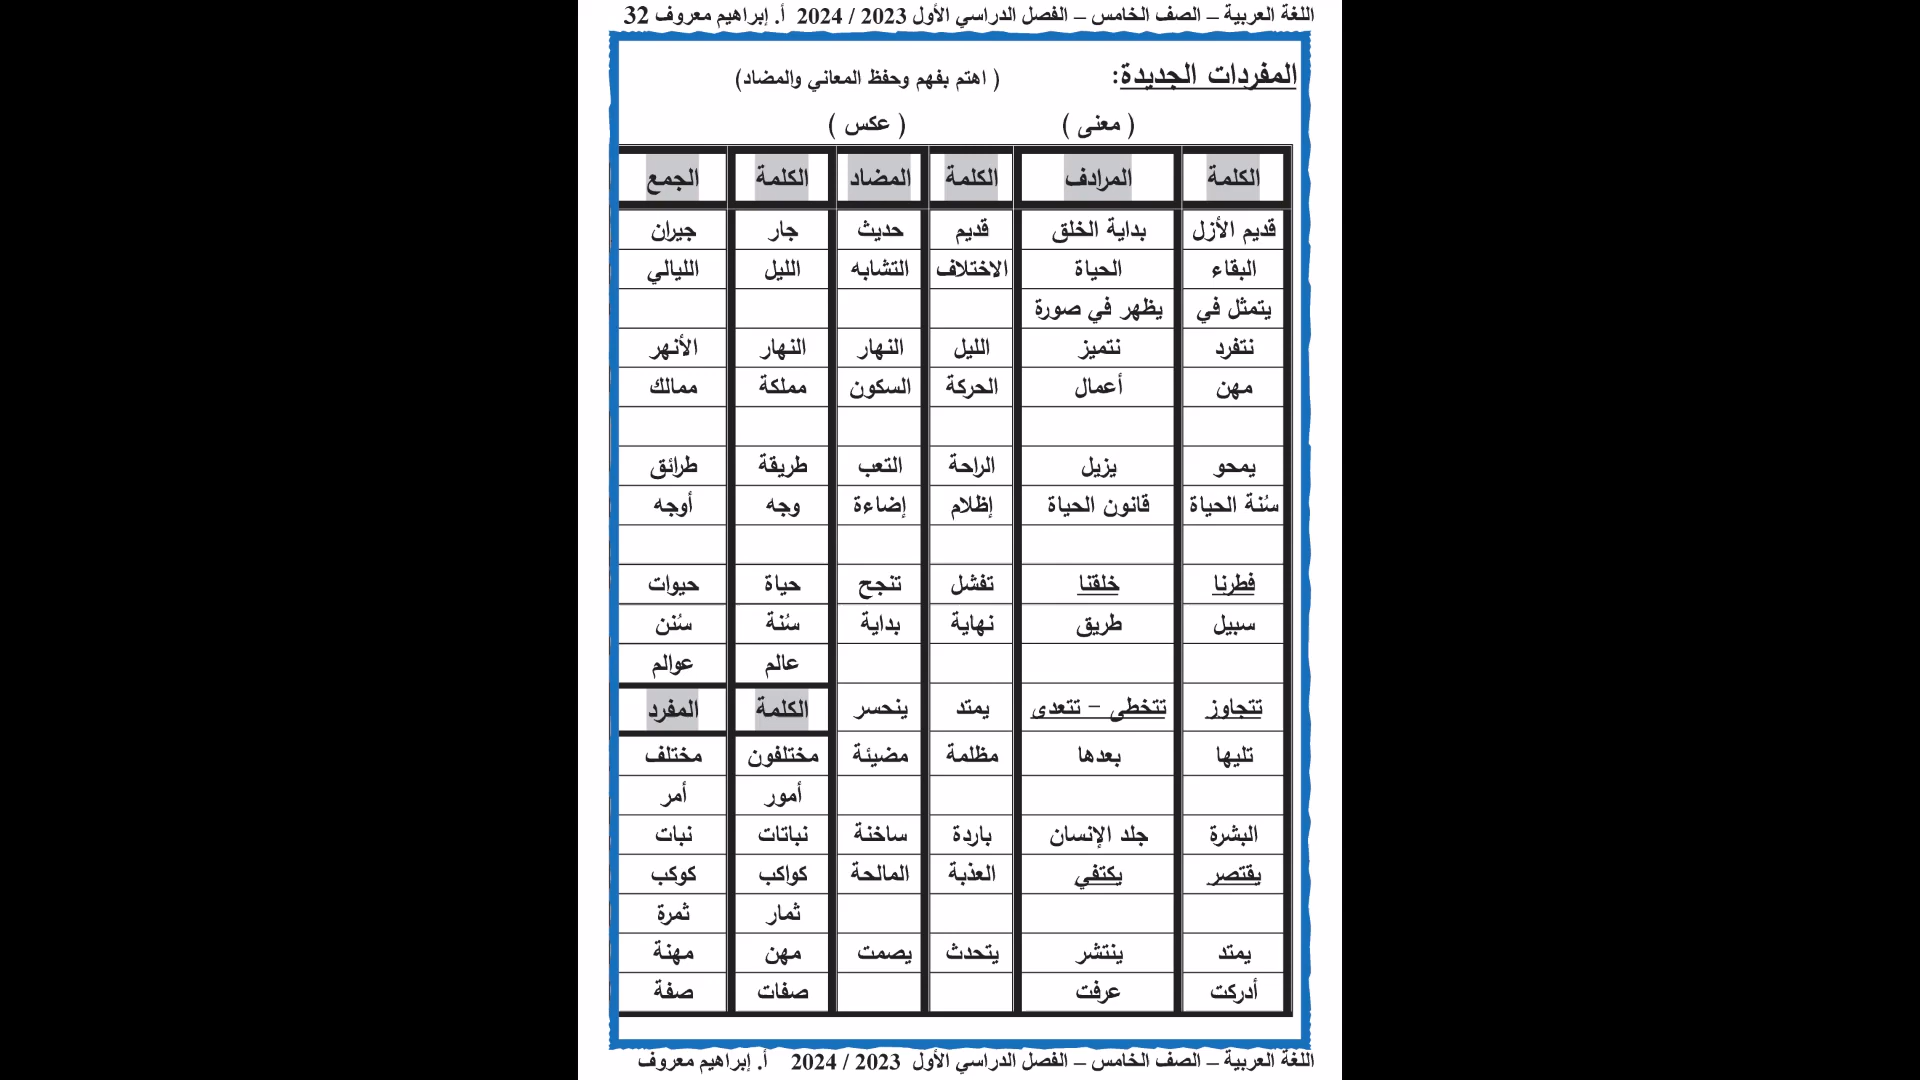 اللغة العربية – الصف الخامس – الفصل الدراسي الأول 2023 / 2024 أ. إبراهيم معروف 32
المفردات الجديدة: ( اهتم بفهم وحفظ المعاني والمضاد)
( معنى ) ( عكس )
الكلمة المرادف الكلمة المضاد الكلمة الجمع
قديم الأزل بداية الخلق قديم حديث جار جيران
البقاء الحياة الاختلاف التشابه الليل الليالي
يتمثل في يظهر في صورة
نتفرد نتميز الليل النهار النهار الأنهر
مهن أعمال الحركة السكون مملكة ممالك
يمحو يزيل الراحة التعب طريقة طرائق
سُنة الحياة قانون الحياة إظلام إضاءة وجه أوجه
فطرنا خلقنا تفشل تنجح حياة حيوات
سبيل طريق نهاية بداية سُنة سُنن
عالم عوالم
تتجاوز تتخطى – تتعدى يمتد ينحسر الكلمة المفرد
تليها بعدها مظلمة مضيئة مختلفون مختلف
أمور أمر
البشرة جلد الإنسان باردة ساخنة نباتات نبات
يقتصر يكتفي العذبة المالحة كواكب كوكب
ثمار ثمرة
يمتد ينتشر يتحدث يصمت مهن مهنة
أدركت عرفت صفات صفة
اللغة العربية – الصف الخامس – الفصل الدراسي الأول 2023 / 2024 أ. إبراهيم معروف